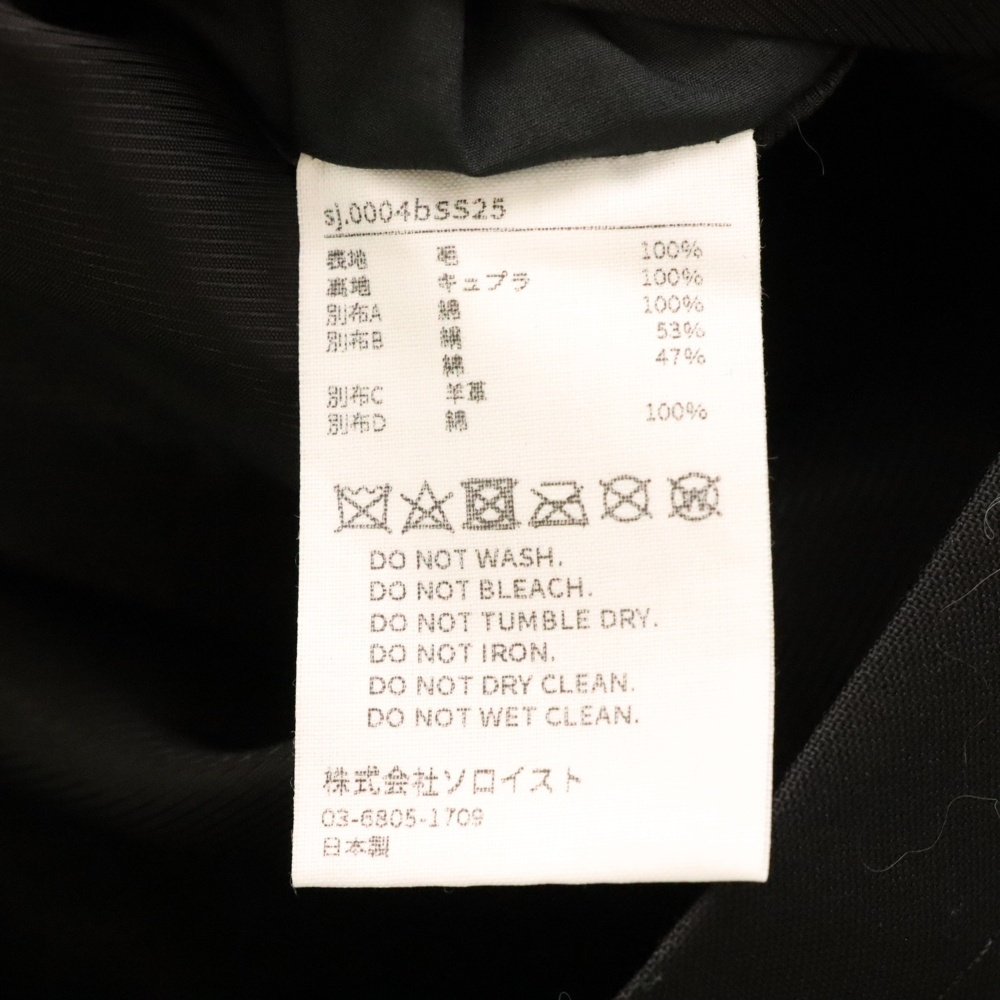 sj.0004bSS25
表地 毛 100%
裏地 キュプラ 100%
別布A 綿 100%
別布B 絹 53%
綿 47%
別布C 羊革
別布D 綿 100%
DO NOT WASH.
DO NOT BLEACH.
DO NOT TUMBLE DRY.
DO NOT IRON.
DO NOT DRY CLEAN.
DO NOT WET CLEAN.
株式会社ソロイスト
03-6805-1709
日本製